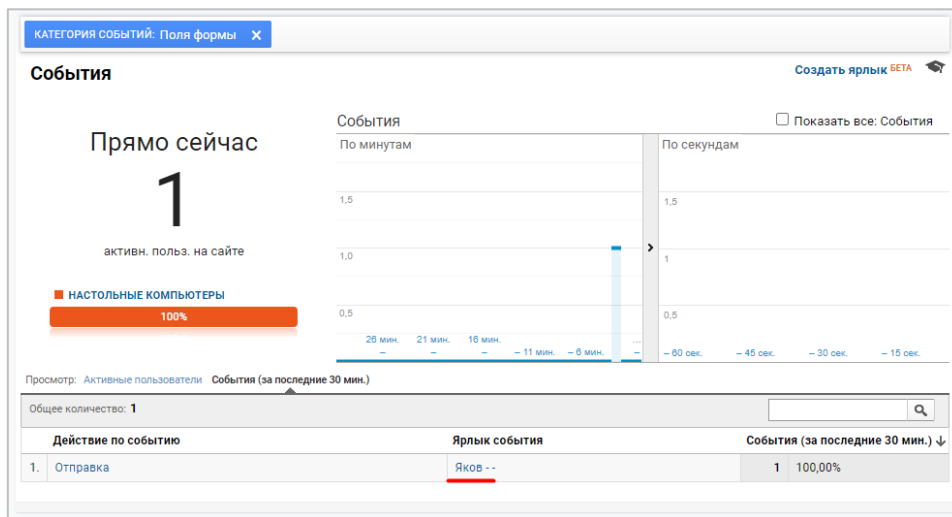 КАТЕГОРИЯ СОБЫТИЙ: Поля формы X
События
Создать ярлык БЕТА
Прямо сейчас
1
активн. польз. на сайте
НАСТОЛЬНЫЕ КОМПЬЮТЕРЫ
100%
События
Показать все: События
По минутам
По секундам
1,5
1,0
0,5
26 мин. 21 мин. 16 мин. – 11 мин. – 6 мин. ...
– – – –
1,5
1
0,5
– 60 сек. – 45 сек. – 30 сек. – 15 сек.
Просмотр: Активные пользователи События (за последние 30 мин.)
Общее количество: 1
Действие по событию Ярлык события События (за последние 30 мин.) ↓
1. Отправка Яков - - 1 100,00%